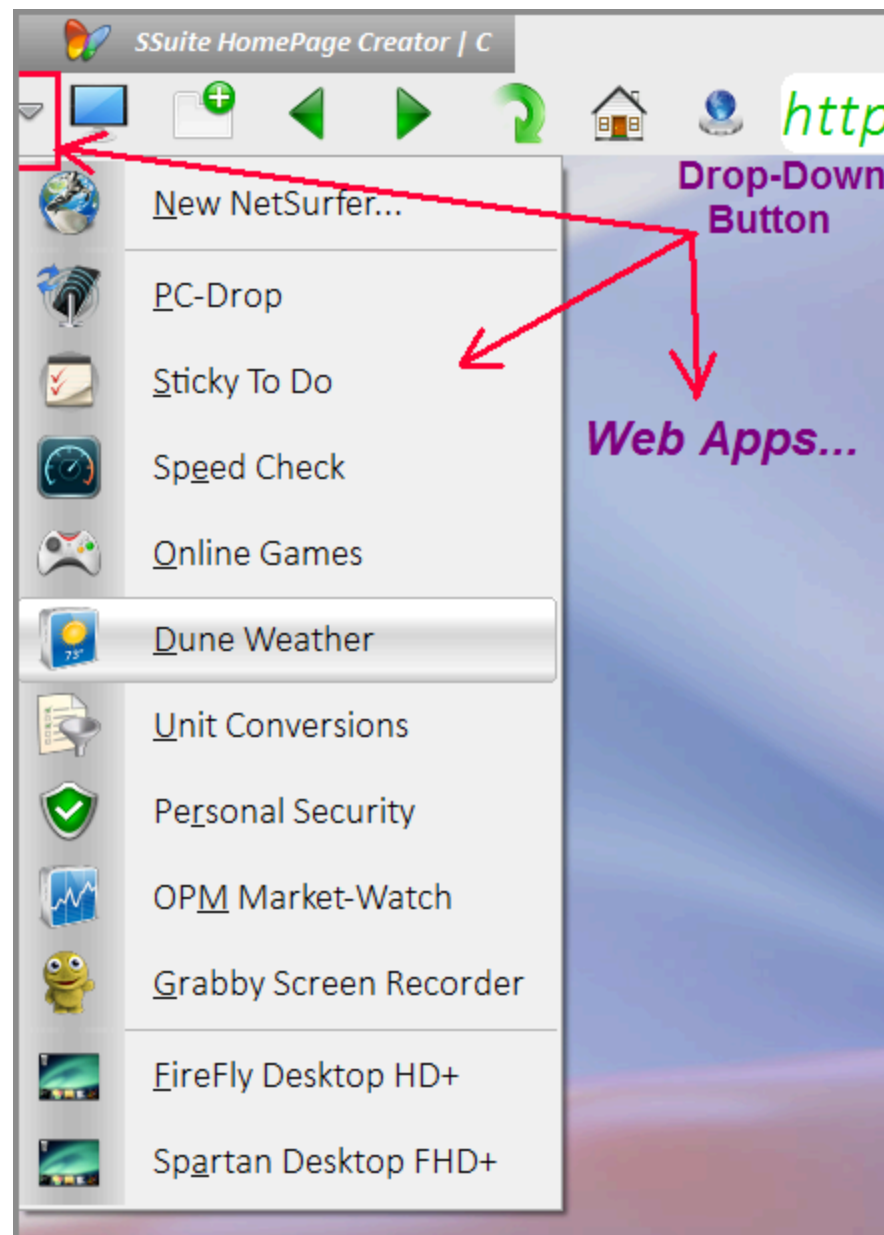 SSuite HomePage Creator | C
http
Drop-Down
Button
New NetSurfer...
PC-Drop
Sticky To Do
Web Apps...
Speed Check
Online Games
Dune Weather
73°
Unit Conversions
Personal Security
OPM Market-Watch
Grabby Screen Recorder
FireFly Desktop HD+
Spartan Desktop FHD+